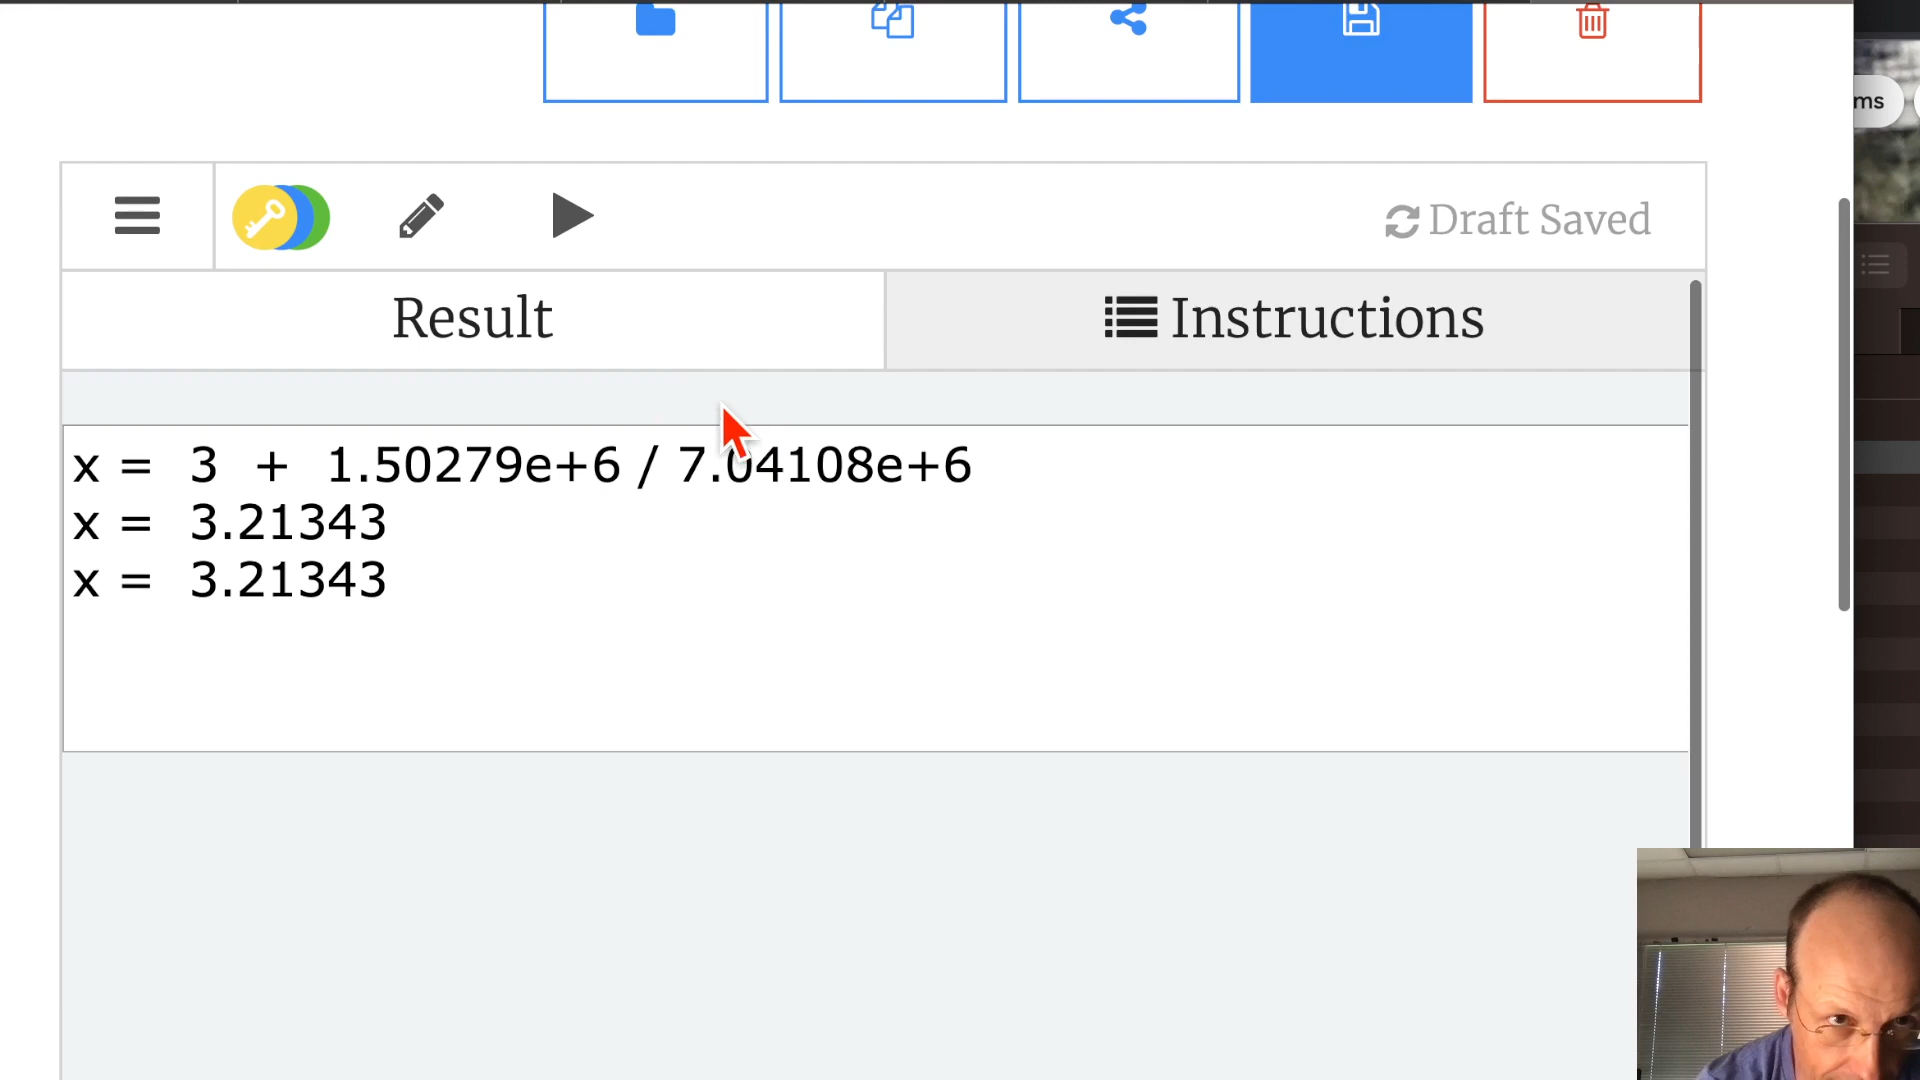 ms
Draft Saved
Result
Instructions
x = 3 + 1.50279e+6 / 7.04108e+6
x = 3.21343
x = 3.21343